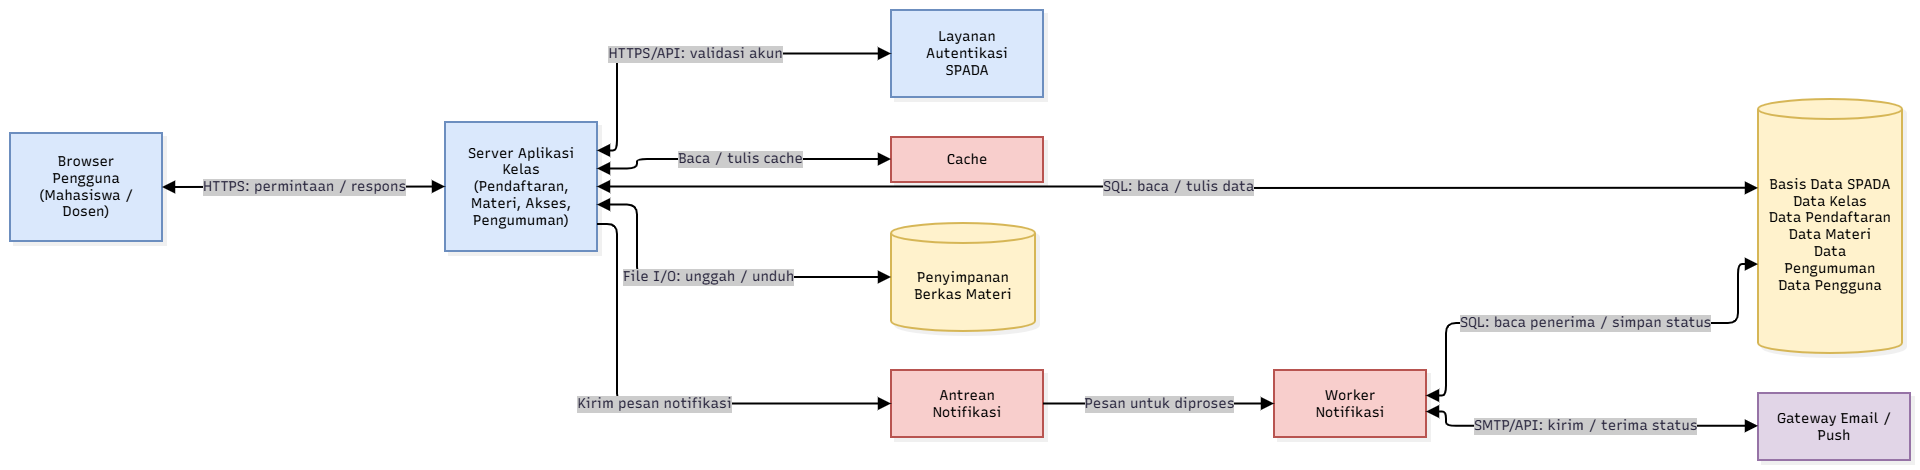 Browser
Pengguna
(Mahasiswa /
Dosen)
HTTPS: permintaan / respons
Server Aplikasi
Kelas
(Pendaftaran,
Materi, Akses,
Pengumuman)
HTTPS/API: validasi akun
Layanan
Autentikasi
SPADA
Baca / tulis cache
Cache
SQL: baca / tulis data
File I/O: unggah / unduh
Penyimpanan
Berkas Materi
Kirim pesan notifikasi
Antrean
Notifikasi
Pesan untuk diproses
Worker
Notifikasi
SQL: baca penerima / simpan status
SMTP/API: kirim / terima status
Basis Data SPADA
Data Kelas
Data Pendaftaran
Data Materi
Data
Pengumuman
Data Pengguna
Gateway Email /
Push